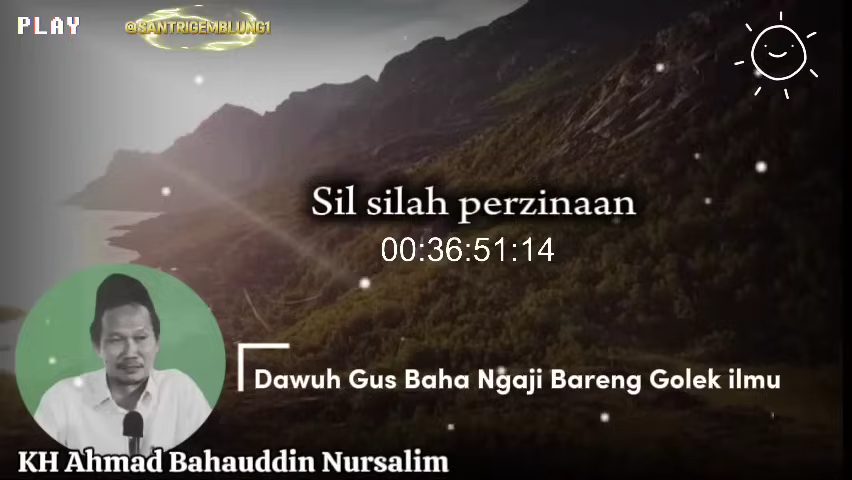 PLAY
@SANTRIGEMBLUNG1
Sil silah perzinaan
00:36:51:14
Dawuh Gus Baha Ngaji Bareng Golek ilmu
KH Ahmad Bahauddin Nursalim